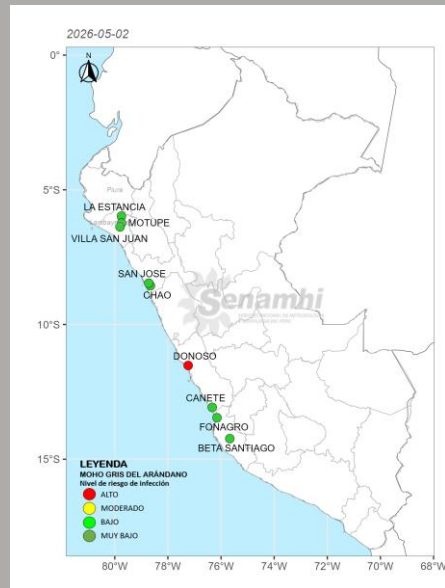 2026-05-02
N
0°
5°S
10°S
15°S
Piura
LA ESTANCIA
MOTUPE
VILLA SAN JUAN
SAN JOSE
CHAO
Senamhi
DONOSO
CANETE
FONAGRO
BETA SANTIAGO
LEYENDA
MOHO GRIS DEL ARÁNDANO
Nivel de riesgo de infección
ALTO
MODERADO
BAJO
MUY BAJO
80°W 78°W 76°W 74°W 72°W 70°W 68°W